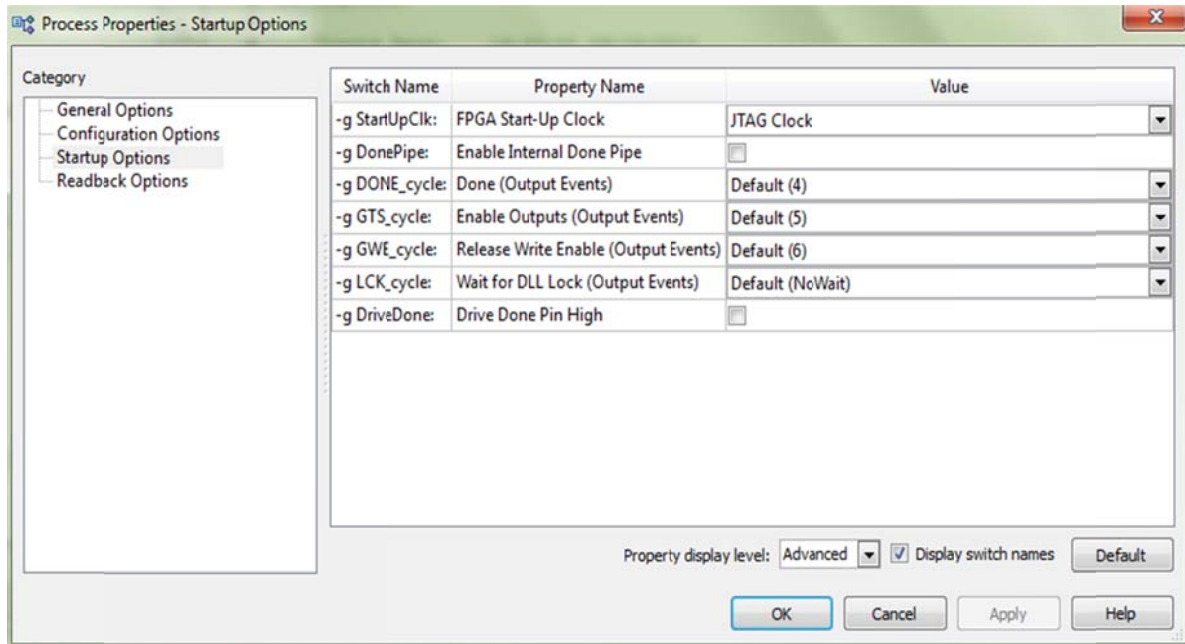 Process Properties - Startup Options
Category
General Options
Configuration Options
Startup Options
Readback Options
Switch Name Property Name Value
-g StartUpClk: FPGA Start-Up Clock JTAG Clock
-g DonePipe: Enable Internal Done Pipe
-g DONE_cycle: Done (Output Events) Default (4)
-g GTS_cycle: Enable Outputs (Output Events) Default (5)
-g GWE_cycle: Release Write Enable (Output Events) Default (6)
-g LCK_cycle: Wait for DLL Lock (Output Events) Default (NoWait)
-g DriveDone: Drive Done Pin High
Property display level: Advanced Display switch names Default
OK Cancel Apply Help